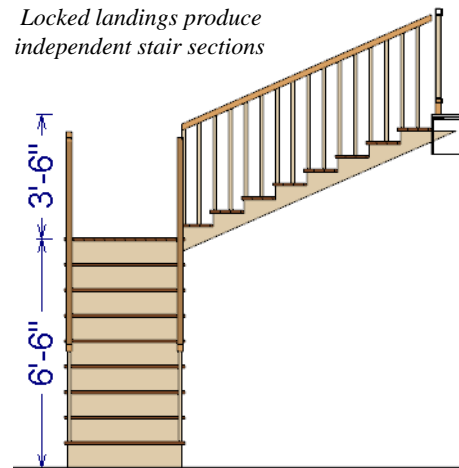 Locked landings produce
independent stair sections
3'-6"
6'-6"